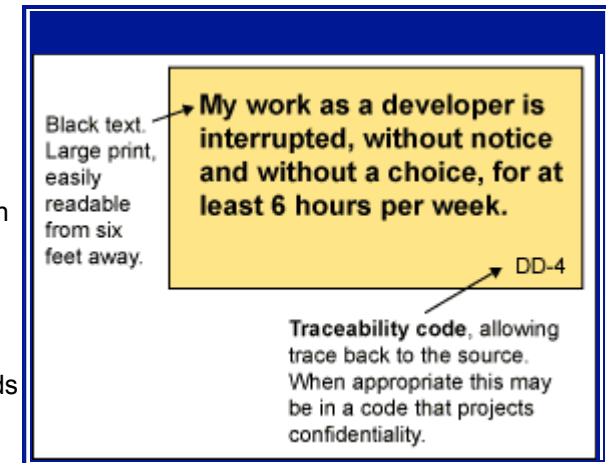 Black text.
Large print,
easily
readable
from six
feet away.
My work as a developer is
interrupted, without notice
and without a choice, for at
least 6 hours per week.
DD-4
Traceability code, allowing
trace back to the source.
When appropriate this may
be in a code that projects
confidentiality.
n
ds